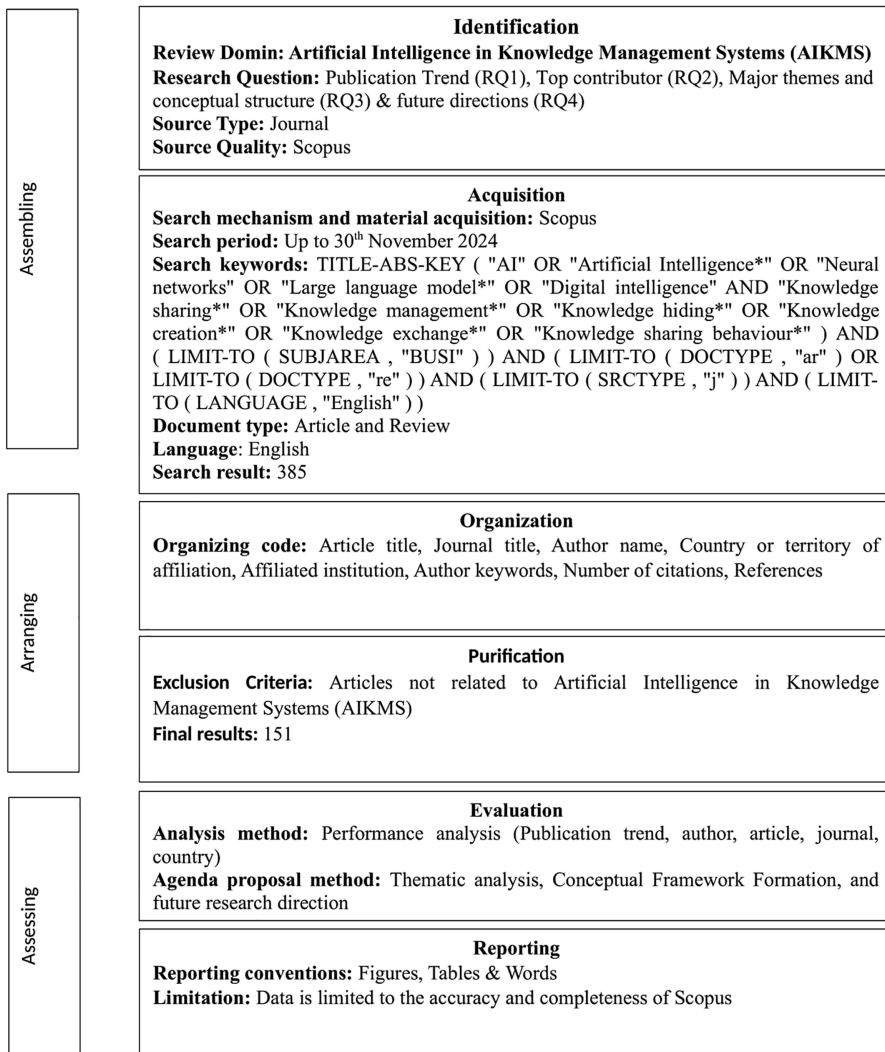 Assembling
Identification
Review Domin: Artificial Intelligence in Knowledge Management Systems (AIKMS)
Research Question: Publication Trend (RQ1), Top contributor (RQ2), Major themes and
conceptual structure (RQ3) & future directions (RQ4)
Source Type: Journal
Source Quality: Scopus
Acquisition
Search mechanism and material acquisition: Scopus
Search period: Up to 30th November 2024
Search keywords: TITLE-ABS-KEY ( "AI" OR "Artificial Intelligence*" OR "Neural
networks" OR "Large language model*" OR "Digital intelligence" AND "Knowledge
sharing*" OR "Knowledge management*" OR "Knowledge hiding*" OR "Knowledge
creation*" OR "Knowledge exchange*" OR "Knowledge sharing behaviour*" ) AND
( LIMIT-TO ( SUBJAREA , "BUSI" ) ) AND ( LIMIT-TO ( DOCTYPE , "ar" ) OR
LIMIT-TO ( DOCTYPE , "re" ) ) AND ( LIMIT-TO ( SRCTYPE , "j" ) ) AND ( LIMIT-
TO ( LANGUAGE , "English" ) )
Document type: Article and Review
Language: English
Search result: 385
Arranging
Organization
Organizing code: Article title, Journal title, Author name, Country or territory of
affiliation, Affiliated institution, Author keywords, Number of citations, References
Purification
Exclusion Criteria: Articles not related to Artificial Intelligence in Knowledge
Management Systems (AIKMS)
Final results: 151
Assessing
Evaluation
Analysis method: Performance analysis (Publication trend, author, article, journal,
country)
Agenda proposal method: Thematic analysis, Conceptual Framework Formation, and
future research direction
Reporting
Reporting conventions: Figures, Tables & Words
Limitation: Data is limited to the accuracy and completeness of Scopus